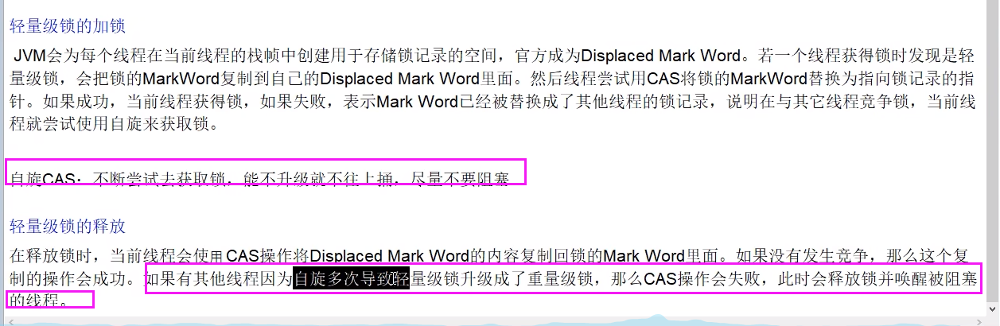 轻量级锁的加锁
JVM会为每个线程在当前线程的栈帧中创建用于存储锁记录的空间，官方成为Displaced Mark Word。若一个线程获得锁时发现是轻
量级锁，会把锁的MarkWord复制到自己的Displaced Mark Word里面。然后线程尝试用CAS将锁的MarkWord替换为指向锁记录的指
针。如果成功，当前线程获得锁，如果失败，表示Mark Word已经被替换成了其他线程的锁记录，说明在与其它线程竞争锁，当前线
程就尝试使用自旋来获取锁。
自旋CAS：不断尝试去获取锁，能不升级就不往上捅，尽量不要阻塞
轻量级锁的释放
在释放锁时，当前线程会使用 CAS操作将Displaced Mark Word的内容复制回锁的Mark Word里面。如果没有发生竞争，那么这个复
制的操作会成功。如果有其他线程因为自旋多次导致轻量级锁升级成了重量级锁，那么CAS操作会失败，此时会释放锁并唤醒被阻塞
的线程。